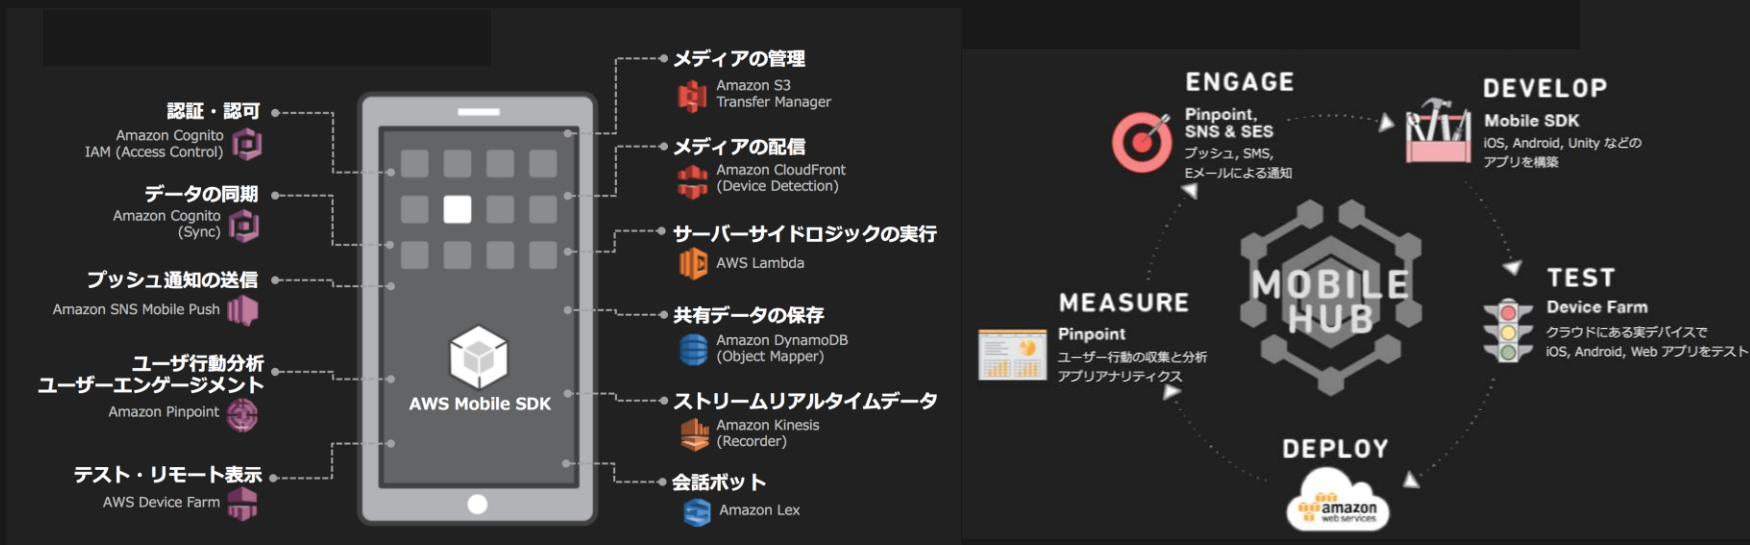 認証・認可
Amazon Cognito
IAM (Access Control)
データの同期
Amazon Cognito
(Sync)
プッシュ通知の送信
Amazon SNS Mobile Push
ユーザ行動分析
ユーザーエンゲージメント
Amazon Pinpoint
テスト・リモート表示
AWS Device Farm
AWS Mobile SDK
メディアの管理
Amazon S3
Transfer Manager
メディアの配信
Amazon CloudFront
(Device Detection)
サーバーサイドロジックの実行
AWS Lambda
共有データの保存
Amazon DynamoDB
(Object Mapper)
ストリームリアルタイムデータ
Amazon Kinesis
(Recorder)
会話ボット
Amazon Lex
ENGAGE
Pinpoint,
SNS & SES
プッシュ, SMS,
Eメールによる通知
DEVELOP
Mobile SDK
iOS, Android, Unity などの
アプリを構築
TEST
Device Farm
クラウドにある実デバイスで
iOS, Android, Web アプリをテスト
DEPLOY
amazon
web services
MEASURE
Pinpoint
ユーザー行動の収集と分析
アプリアナリティクス
MOBILE
HUB